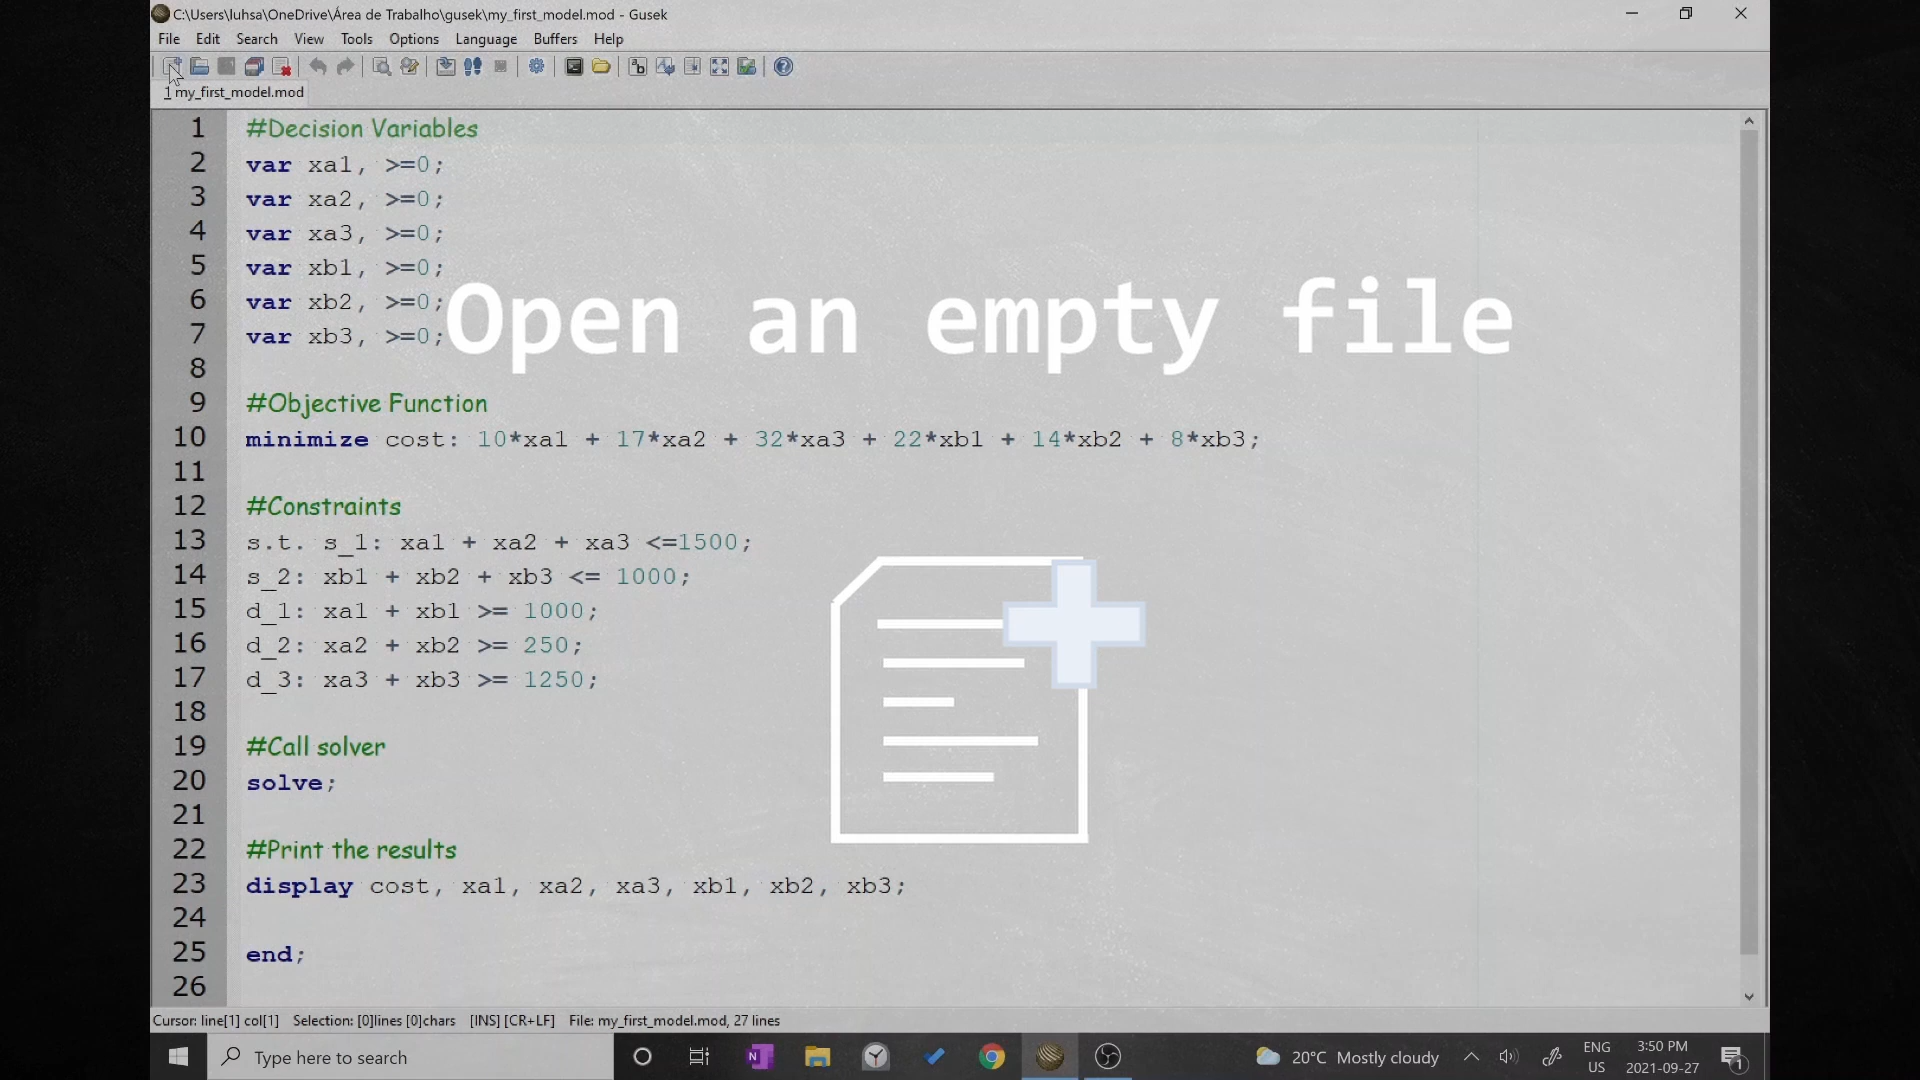 C:\Users\luhsa\OneDrive\Área de Trabalho\gusek\my_first_model.mod - Gusek
File Edit Search View Tools Options Language Buffers Help
1 my_first_model.mod
1 #Decision Variables
2 var xa1, >=0;
3 var xa2, >=0;
4 var xa3, >=0;
5 var xb1, >=0;
6 var xb2, >=0;
7 var xb3, >=0;
Open an empty file
8
9 #Objective Function
10 minimize cost: 10*xa1 + 17*xa2 + 32*xa3 + 22*xb1 + 14*xb2 + 8*xb3;
11
12 #Constraints
13 s.t. s_1: xa1 + xa2 + xa3 <=1500;
14 s_2: xb1 + xb2 + xb3 <= 1000;
15 d_1: xa1 + xb1 >= 1000;
16 d_2: xa2 + xb2 >= 250;
17 d_3: xa3 + xb3 >= 1250;
18
19 #Call solver
20 solve;
21
22 #Print the results
23 display cost, xa1, xa2, xa3, xb1, xb2, xb3;
24
25 end;
26
Cursor: line[1] col[1] Selection: [0]lines [0]chars [INS] [CR+LF] File: my_first_model.mod, 27 lines
Type here to search
20°C Mostly cloudy
ENG
US
3:50 PM
2021-09-27
1